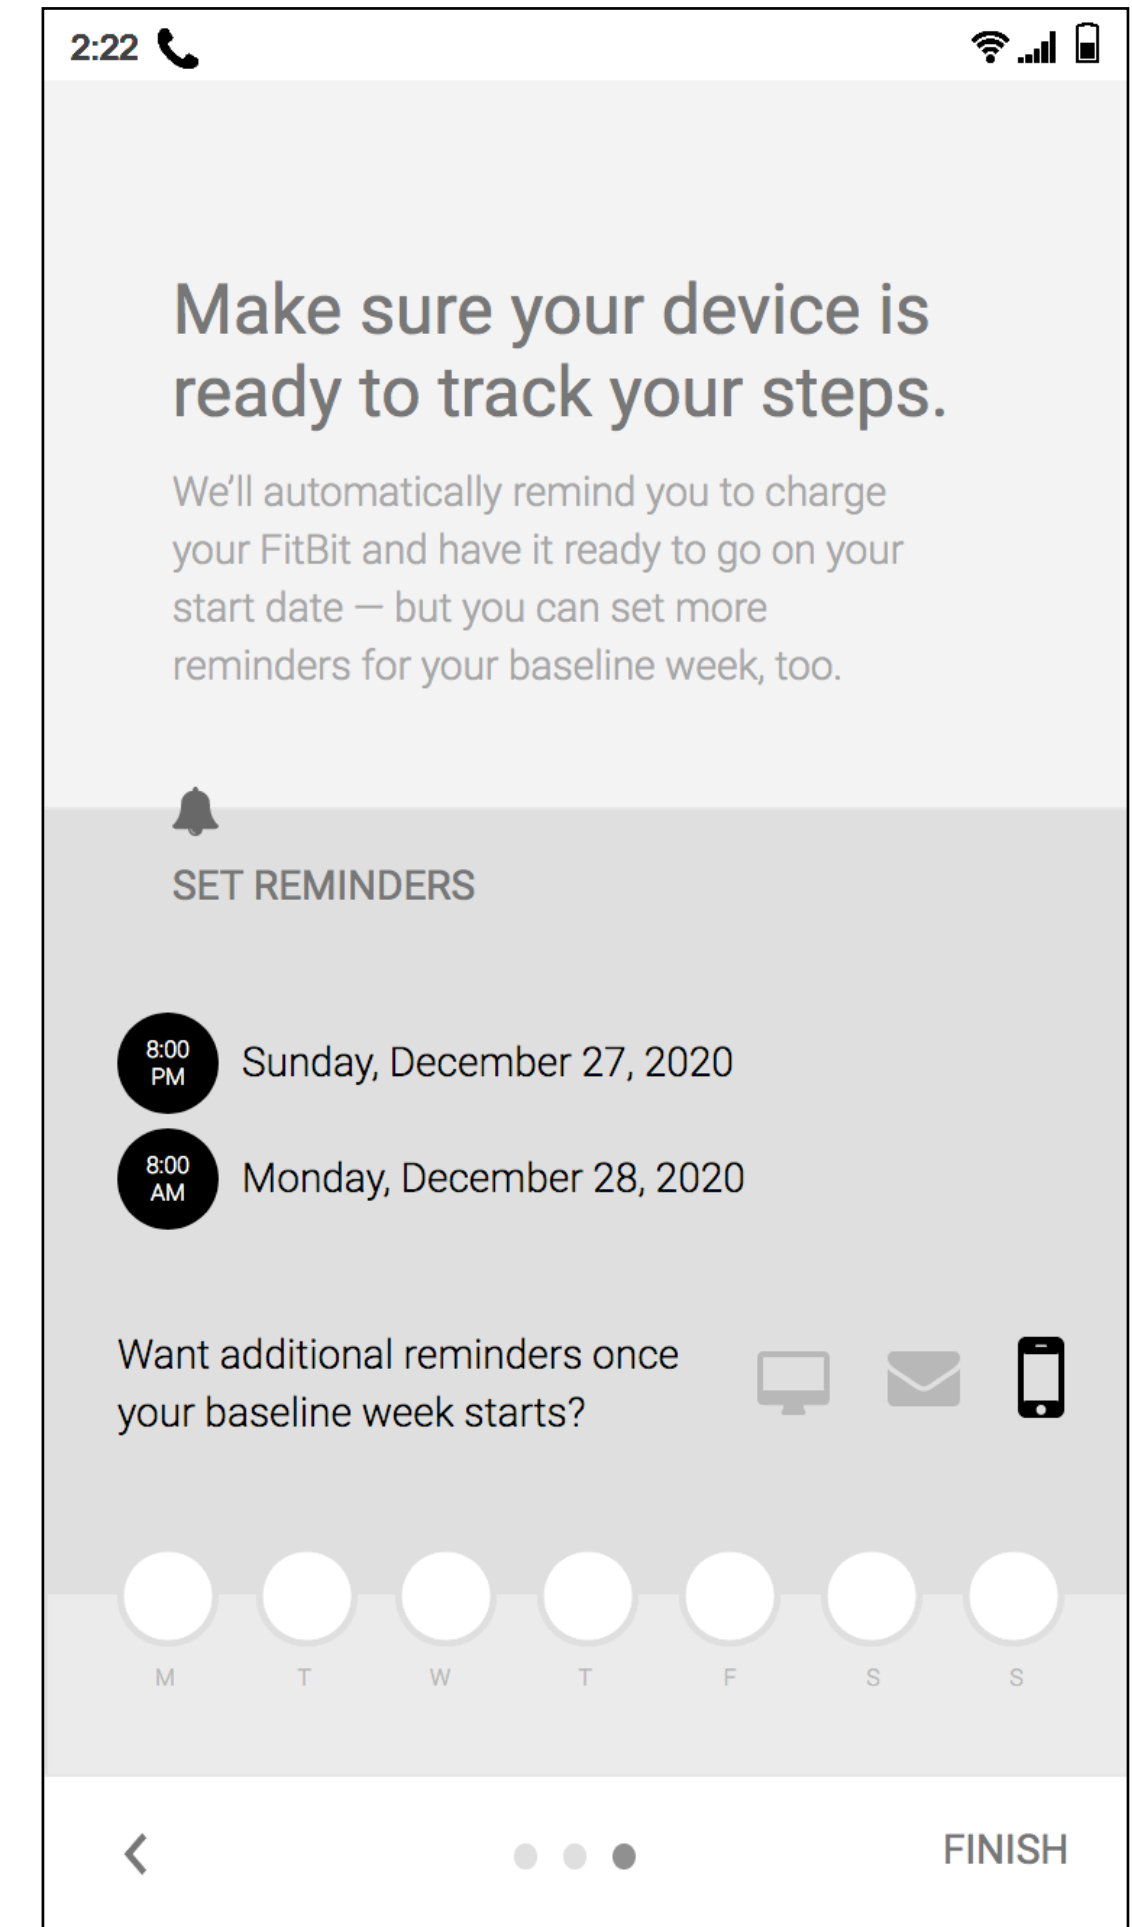 2:22
Make sure your device is
ready to track your steps.
We’ll automatically remind you to charge
your FitBit and have it ready to go on your
start date — but you can set more
reminders for your baseline week, too.
SET REMINDERS
8:00
PM
Sunday, December 27, 2020
8:00
AM
Monday, December 28, 2020
Want additional reminders once
your baseline week starts?
M T W T F S S
FINISH